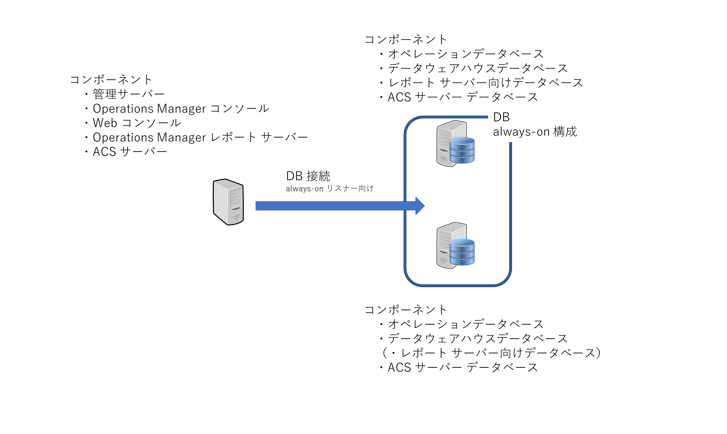 コンポーネント
・オペレーションデータベース
・データウェアハウスデータベース
・レポート サーバー向けデータベース
・ACS サーバー データベース
コンポーネント
・管理サーバー
・Operations Manager コンソール
・Web コンソール
・Operations Manager レポート サーバー
・ACS サーバー
DB
always-on 構成
DB 接続
always-on リスナー向け
コンポーネント
・オペレーションデータベース
・データウェアハウスデータベース
（・レポート サーバー向けデータベース）
・ACS サーバー データベース